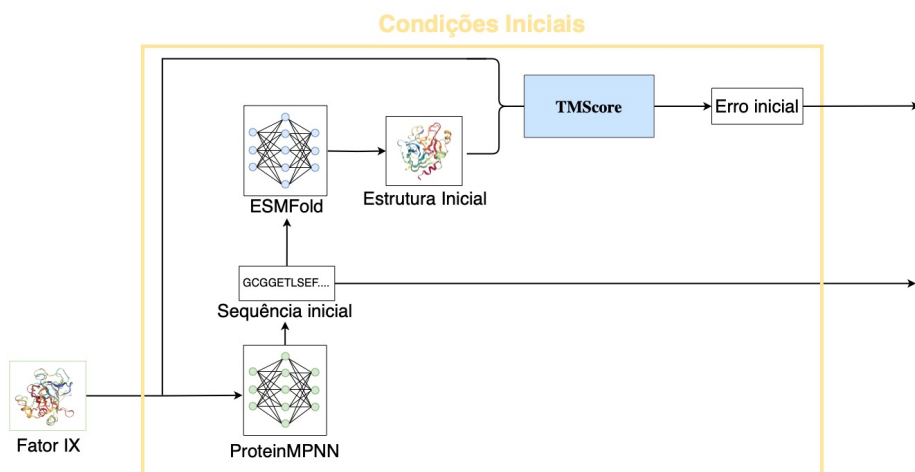 Condições Iniciais
TMScore
Erro inicial
ESMFold
Estrutura Inicial
GCGGETLSEF....
Sequência inicial
Fator IX
ProteinMPNN